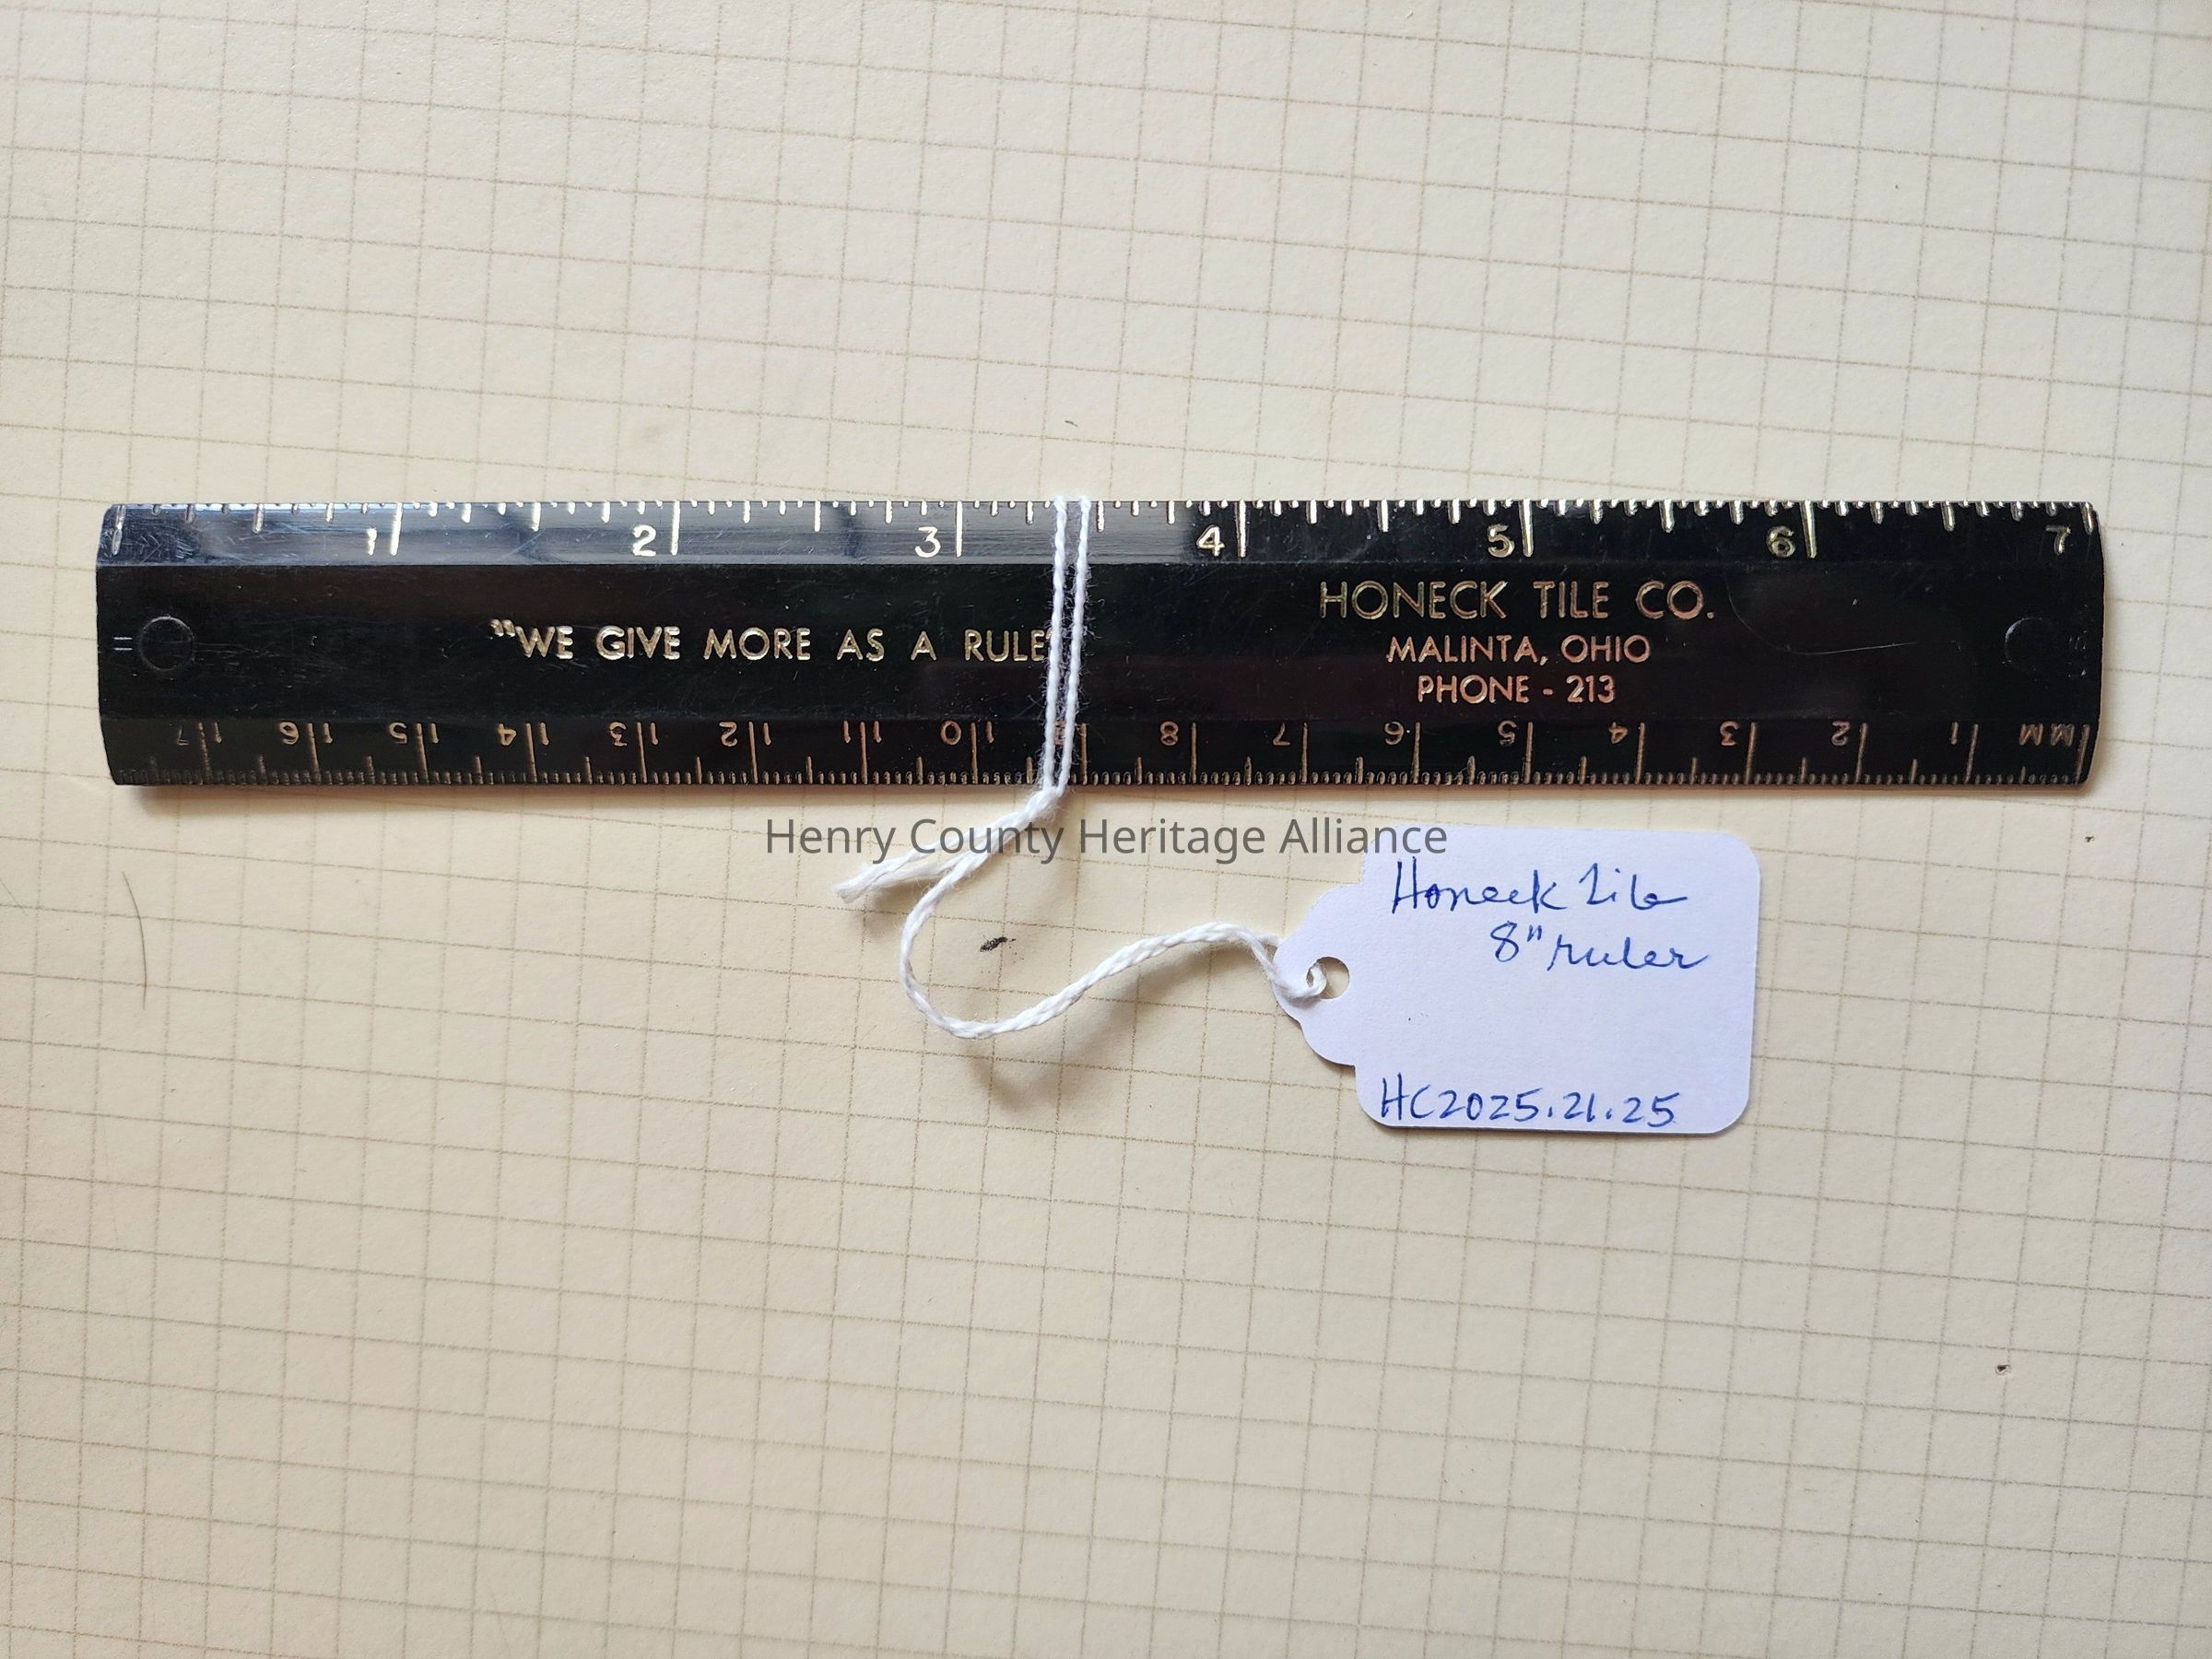 1 2 3 4 5 6 7
"WE GIVE MORE AS A RULE"
HONECK TILE CO.
MALINTA, OHIO
PHONE - 213
MM 1 2 3 4 5 6 7 8 9 10 11 12 13 14 15 16 17
Henry County Heritage Alliance
Honeck Tile
8" ruler
HC2025.21.25